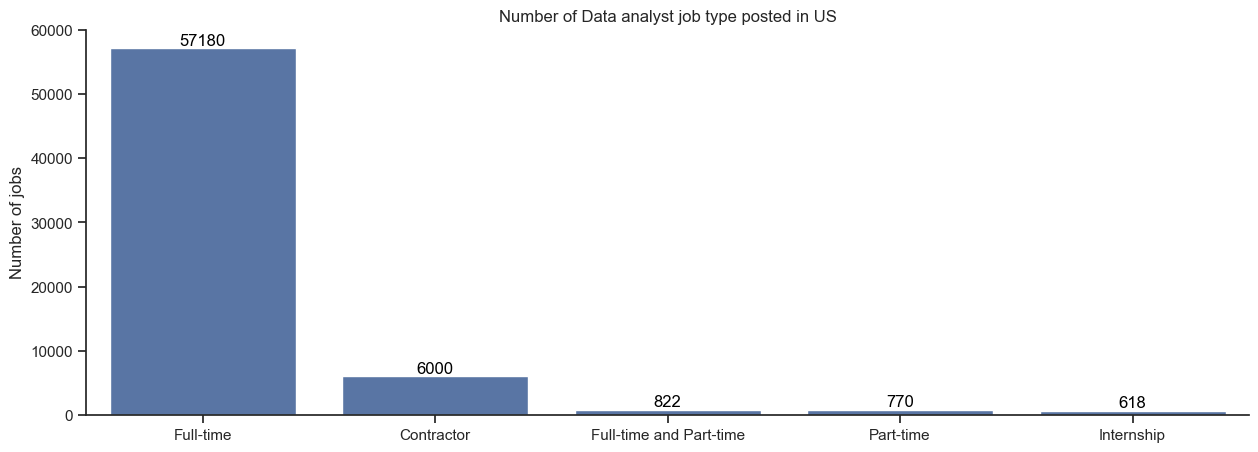 Number of Data analyst job type posted in US
Number of jobs
60000
50000
40000
30000
20000
10000
0
57180
6000
822
770
618
Full-time
Contractor
Full-time and Part-time
Part-time
Internship